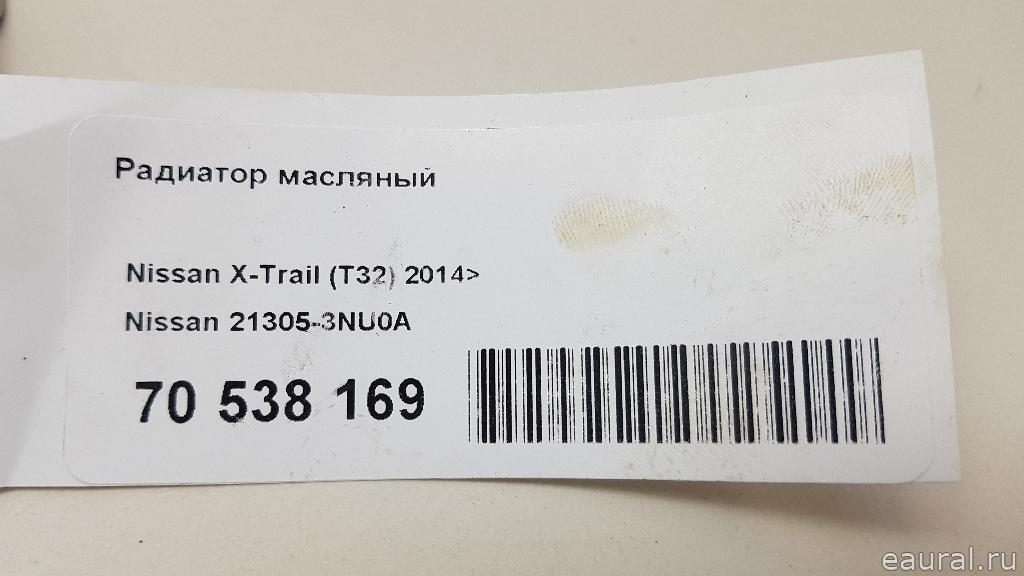 Радиатор масляный
Nissan X-Trail (T32) 2014>
Nissan 21305-3NU0A
70 538 169
eaural.ru